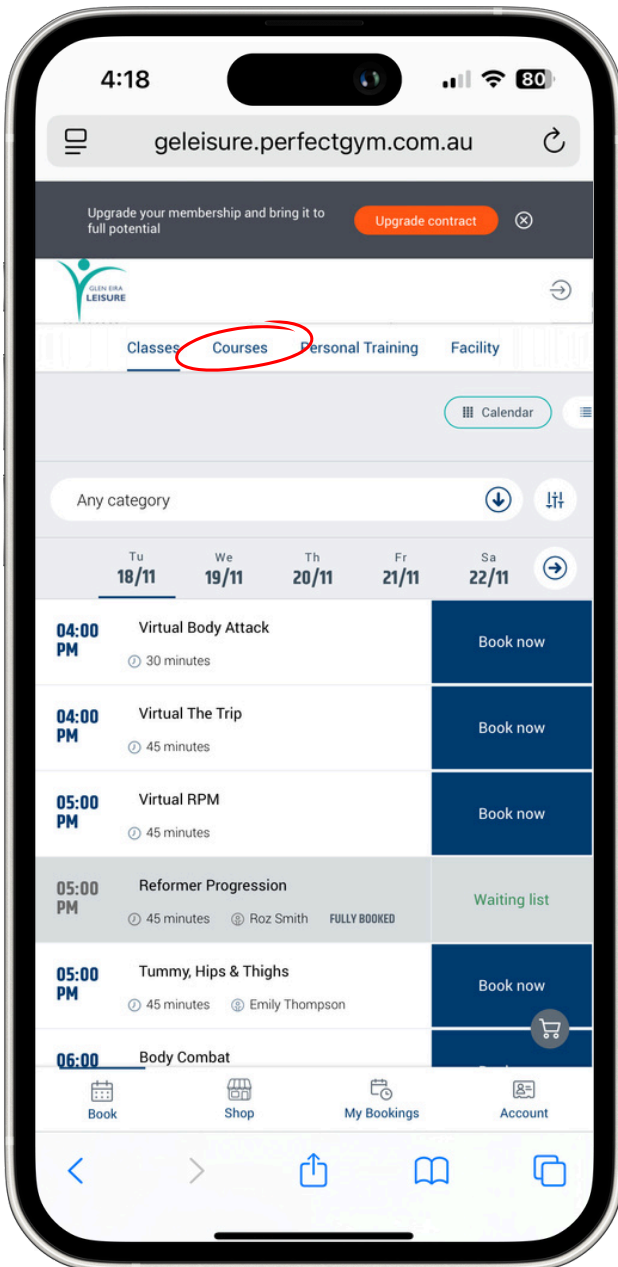 4:18
80
geleisure.perfectgym.com.au
Upgrade your membership and bring it to
full potential
Upgrade contract
GLEN EIRA
LEISURE
Classes Courses Personal Training Facility
Calendar
Any category
Tu We Th Fr Sa
18/11 19/11 20/11 21/11 22/11
04:00 PM
Virtual Body Attack
30 minutes
Book now
04:00 PM
Virtual The Trip
45 minutes
Book now
05:00 PM
Virtual RPM
45 minutes
Book now
05:00 PM
Reformer Progression
45 minutes Roz Smith FULLY BOOKED
Waiting list
05:00 PM
Tummy, Hips & Thighs
45 minutes Emily Thompson
Book now
06:00
Body Combat
Book Shop My Bookings Account